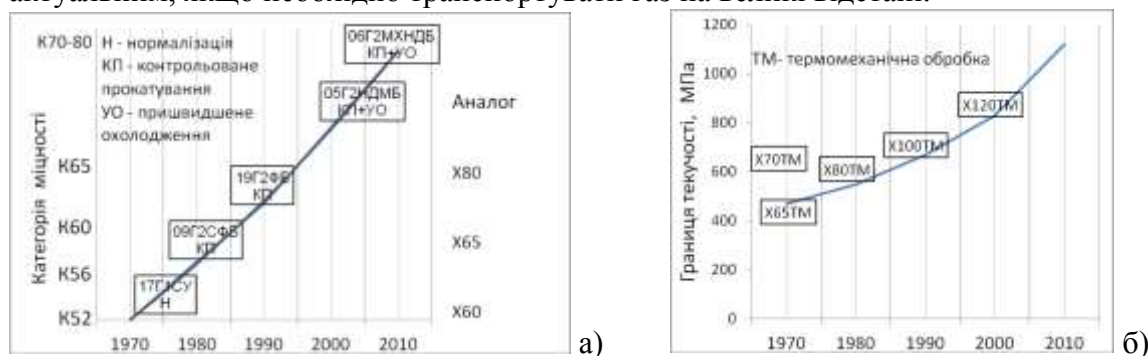 актуальним, якщо необхідно транспортувати газ на великі відстані.
К70-80
Н - нормалізація
КП - контрольоване
прокатування
УО - пришвидшене
охолодження
06Г2МХНДБ
КП+УО
05Г2НДМБ
КП+УО
19Г2ФБ
КП
09Г2СФБ
КП
17Г1СУ
Н
Категорія міцності
К65
К60
К56
К52
Аналог
Х80
Х65
Х60
1970 1980 1990 2000 2010
а)
Границя текучості, МПа
1200
1000
800
600
400
200
0
ТМ- термомеханічна обробка
Х120ТМ
Х100ТМ
Х70ТМ
Х80ТМ
Х65ТМ
1970 1980 1990 2000 2010
б)